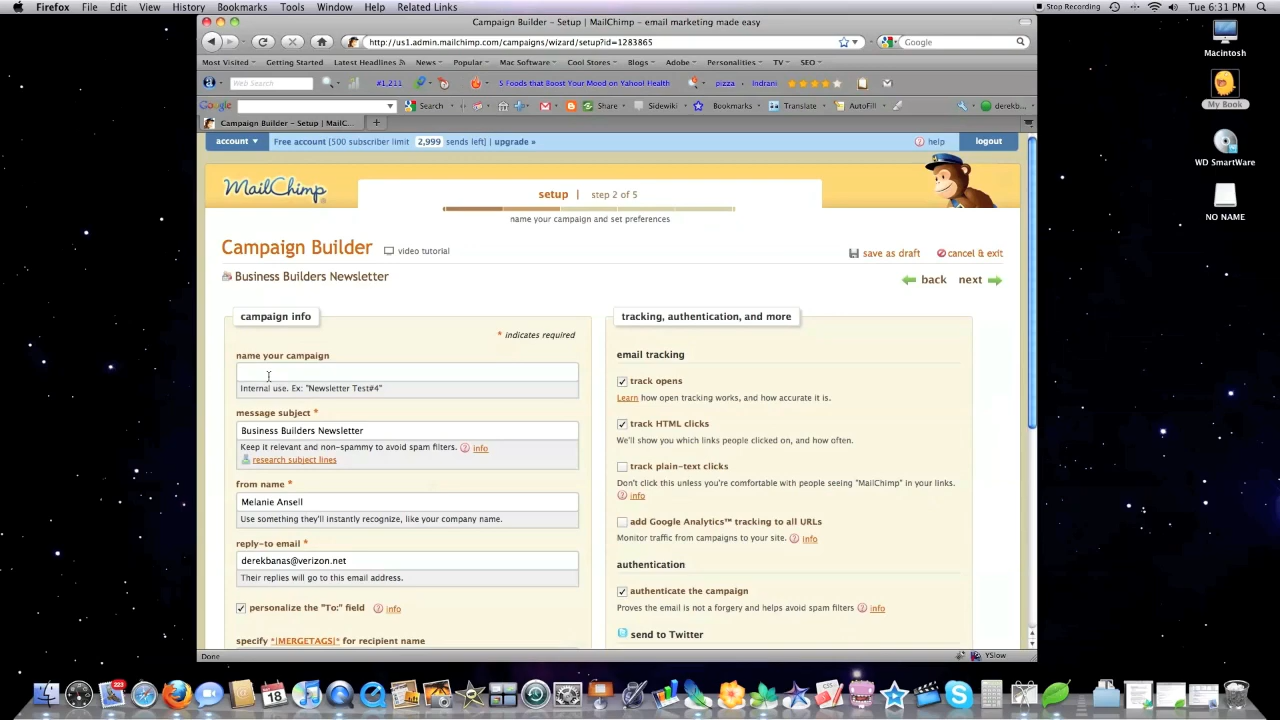 Firefox File Edit View History Bookmarks Tools Window Help Related Links
Stop Recording Tue 6:31 PM
Campaign Builder - Setup | MailChimp - email marketing made easy
http://us1.admin.mailchimp.com/campaigns/wizard/setup?id=1283865
Google
Most Visited Getting Started Latest Headlines News Popular Mac Software Cool Stores Blogs Adobe Personalities TV SEO
Web Search #1,211 5 Foods that Boost Your Mood on Yahoo! Health pizza Indrani
Google Search Share Sidewiki Bookmarks Translate AutoFill derekb...
Campaign Builder - Setup | MailC...
account Free account [500 subscriber limit 2,999 sends left] | upgrade » help logout
MailChimp
setup | step 2 of 5
name your campaign and set preferences
Campaign Builder video tutorial
save as draft cancel & exit
Business Builders Newsletter
back next
campaign info
* indicates required
name your campaign
Internal use. Ex: "Newsletter Test#4"
message subject *
Business Builders Newsletter
Keep it relevant and non-spammy to avoid spam filters. info
research subject lines
from name *
Melanie Ansell
Use something they'll instantly recognize, like your company name.
reply-to email *
derekbanas@verizon.net
Their replies will go to this email address.
personalize the "To:" field info
specify *|MERGETAGS|* for recipient name
tracking, authentication, and more
email tracking
track opens
Learn how open tracking works, and how accurate it is.
track HTML clicks
We'll show you which links people clicked on, and how often.
track plain-text clicks
Don't click this unless you're comfortable with people seeing "MailChimp" in your links.
info
add Google Analytics™ tracking to all URLs
Monitor traffic from campaigns to your site. info
authentication
authenticate the campaign
Proves the email is not a forgery and helps avoid spam filters info
send to Twitter
Done
YSlow
Macintosh
My Book
WD SmartWare
NO NAME
223
18